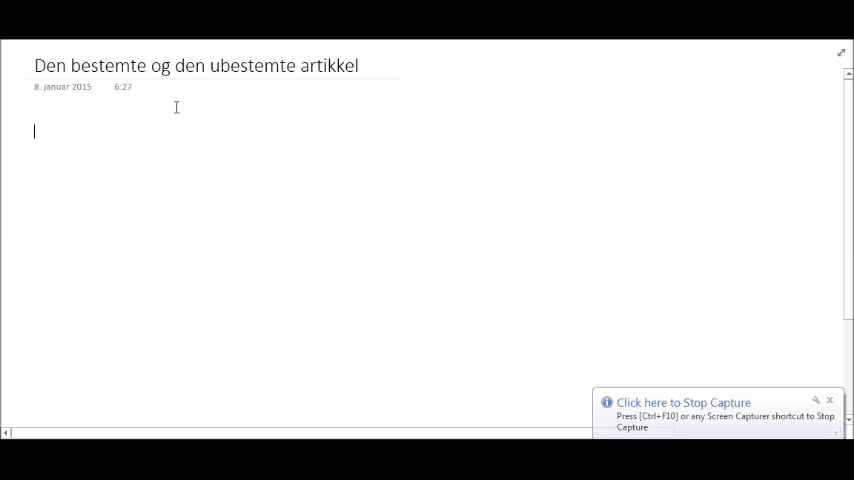 Den bestemte og den ubestemte artikkel
8. januar 2015 6:27
Click here to Stop Capture
Press [Ctrl+F10] or any Screen Capturer shortcut to Stop
Capture